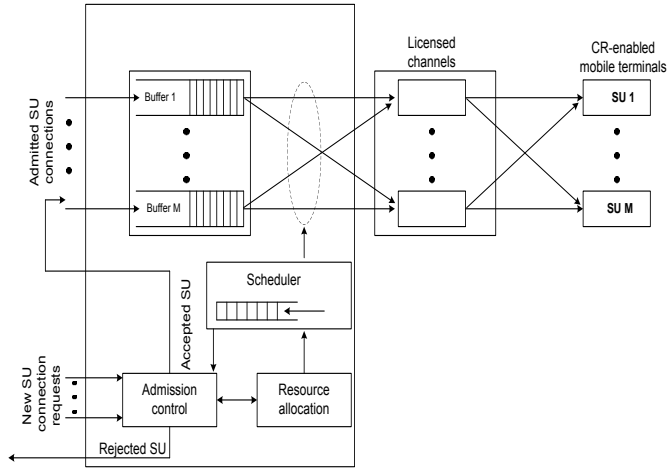 Licensed
channels
CR-enabled
mobile terminals
Admitted SU
connections
Buffer 1
SU 1
Buffer M
SU M
Scheduler
Accepted SU
New SU
connection
requests
Admission
control
Resource
allocation
Rejected SU